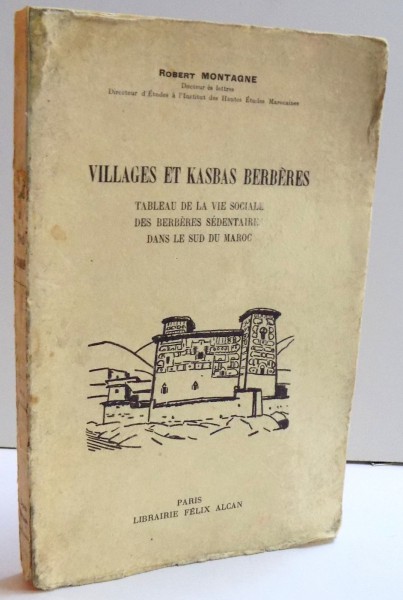 ROBERT MONTAGNE
Docteur ès lettres
Directeur d'Études à l'Institut des Hautes Études Marocaines
VILLAGES ET KASBAS BERBÈRES
TABLEAU DE LA VIE SOCIALE
DES BERBÈRES SÉDENTAIRE
DANS LE SUD DU MAROC
PARIS
LIBRAIRIE FÉLIX ALCAN